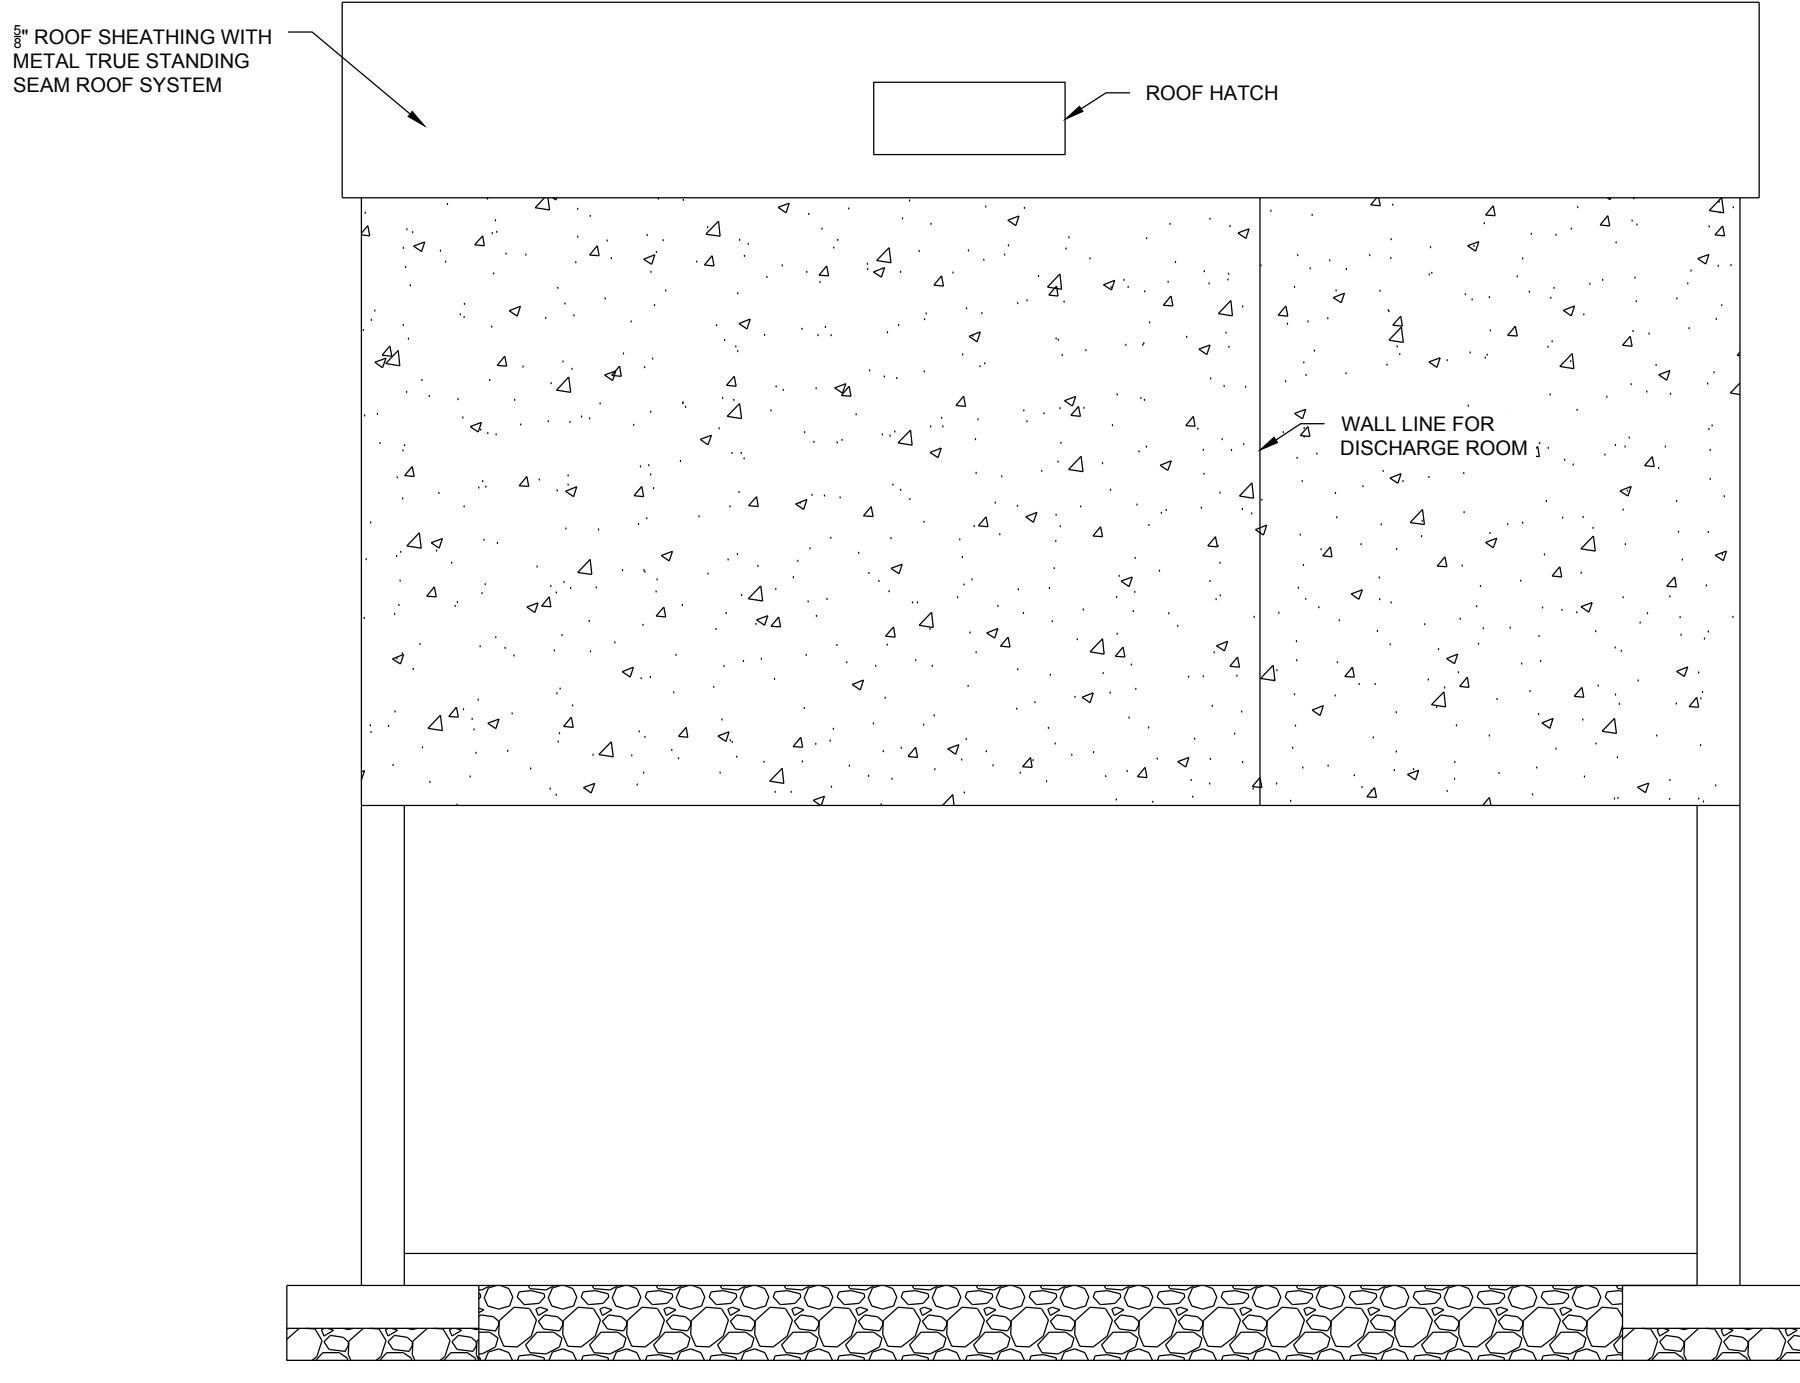 ⅝" ROOF SHEATHING WITH
METAL TRUE STANDING
SEAM ROOF SYSTEM
ROOF HATCH
WALL LINE FOR
DISCHARGE ROOM